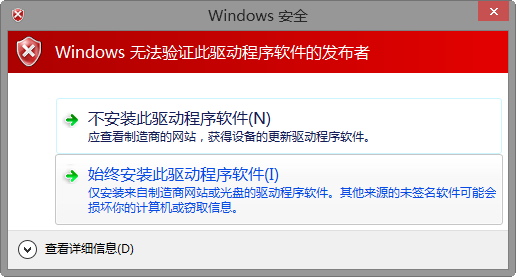 Windows 安全
Windows 无法验证此驱动程序软件的发布者
不安装此驱动程序软件(N)
应查看制造商的网站，获得设备的更新驱动程序软件。
始终安装此驱动程序软件(I)
仅安装来自制造商网站或光盘的驱动程序软件。其他来源的未签名软件可能会
损坏你的计算机或窃取信息。
查看详细信息(D)